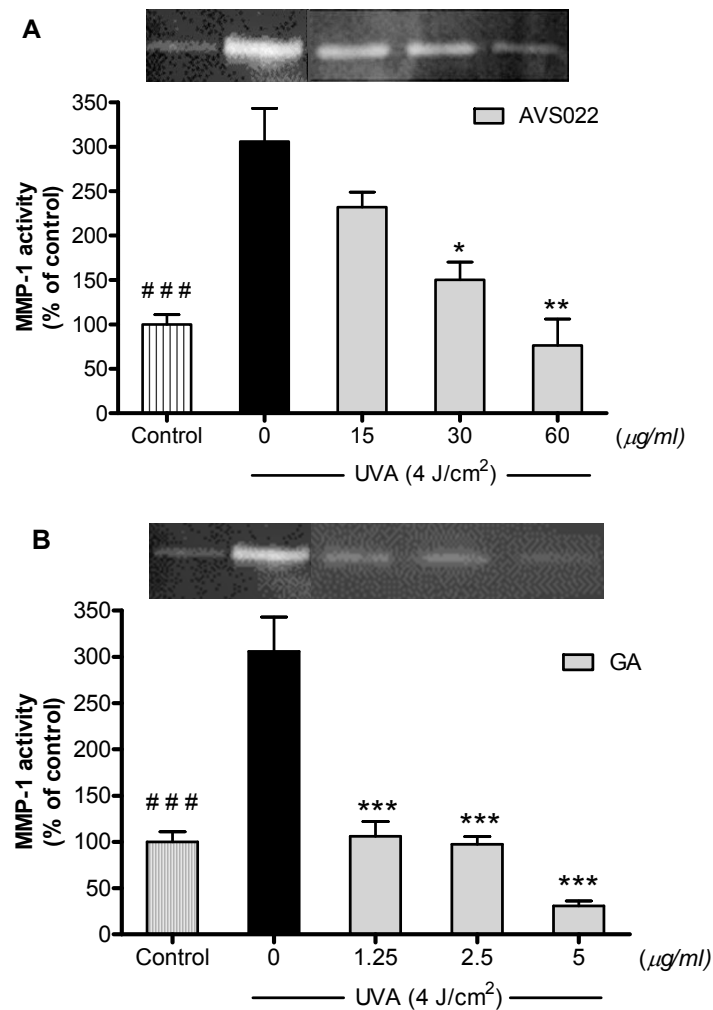 A
350
300
250
200
150
100
50
0
MMP-1 activity
(% of control)
AVS022
# # #
*
**
Control 0 15 30 60 (μg/ml)
UVA (4 J/cm²)
B
350
300
250
200
150
100
50
0
MMP-1 activity
(% of control)
GA
# # #
***
***
***
Control 0 1.25 2.5 5 (μg/ml)
UVA (4 J/cm²)